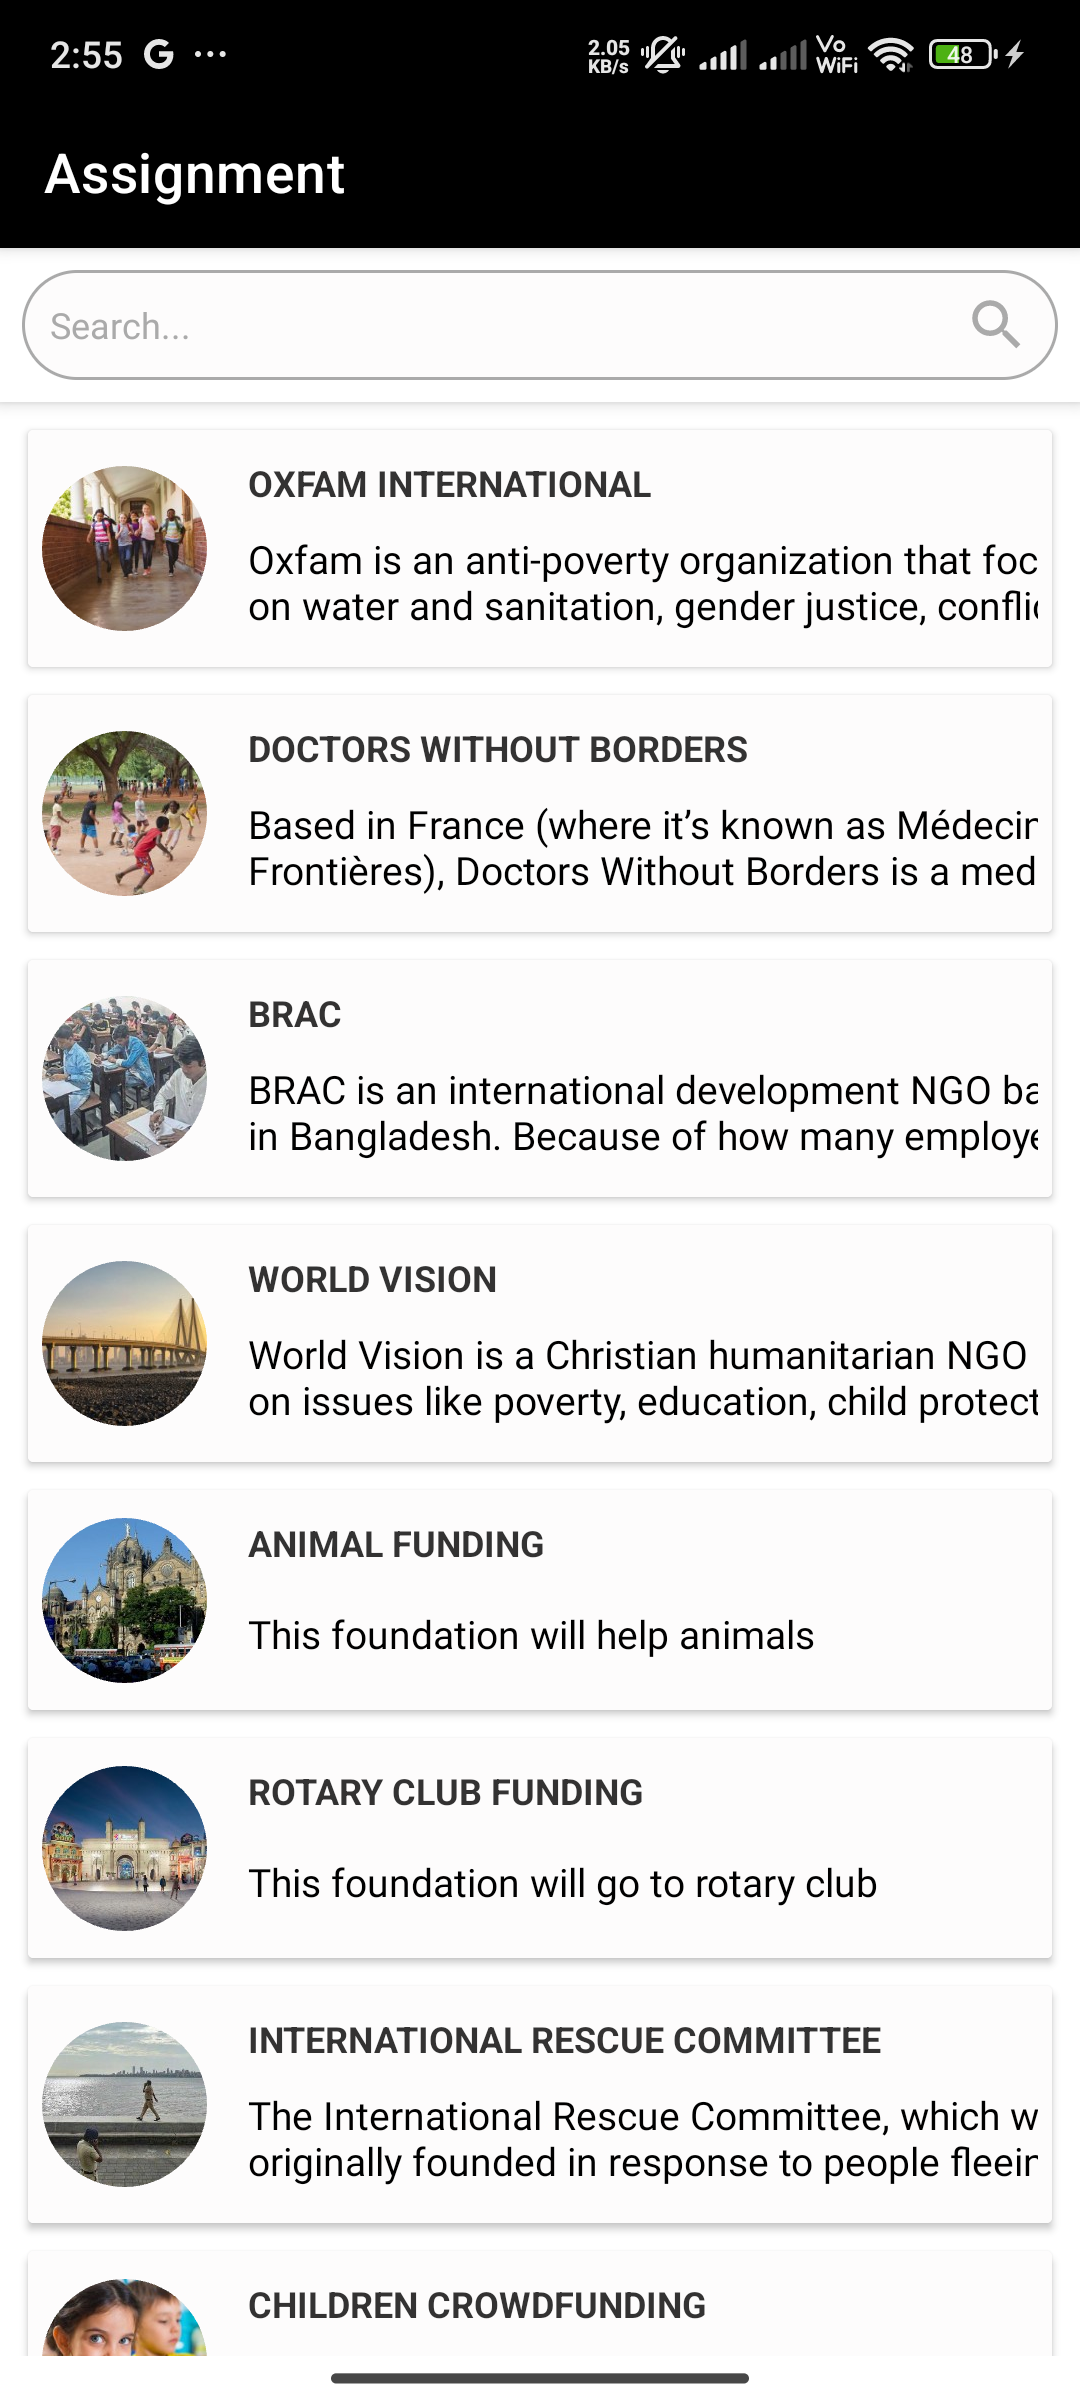 2:55 G ... 2.05 KB/s Vo WiFi 48
Assignment
Search...
OXFAM INTERNATIONAL
Oxfam is an anti-poverty organization that foc
on water and sanitation, gender justice, conflic
DOCTORS WITHOUT BORDERS
Based in France (where it’s known as Médecin
Frontières), Doctors Without Borders is a med
BRAC
BRAC is an international development NGO ba
in Bangladesh. Because of how many employe
WORLD VISION
World Vision is a Christian humanitarian NGO
on issues like poverty, education, child protect
ANIMAL FUNDING
This foundation will help animals
ROTARY CLUB FUNDING
This foundation will go to rotary club
INTERNATIONAL RESCUE COMMITTEE
The International Rescue Committee, which w
originally founded in response to people fleein
CHILDREN CROWDFUNDING